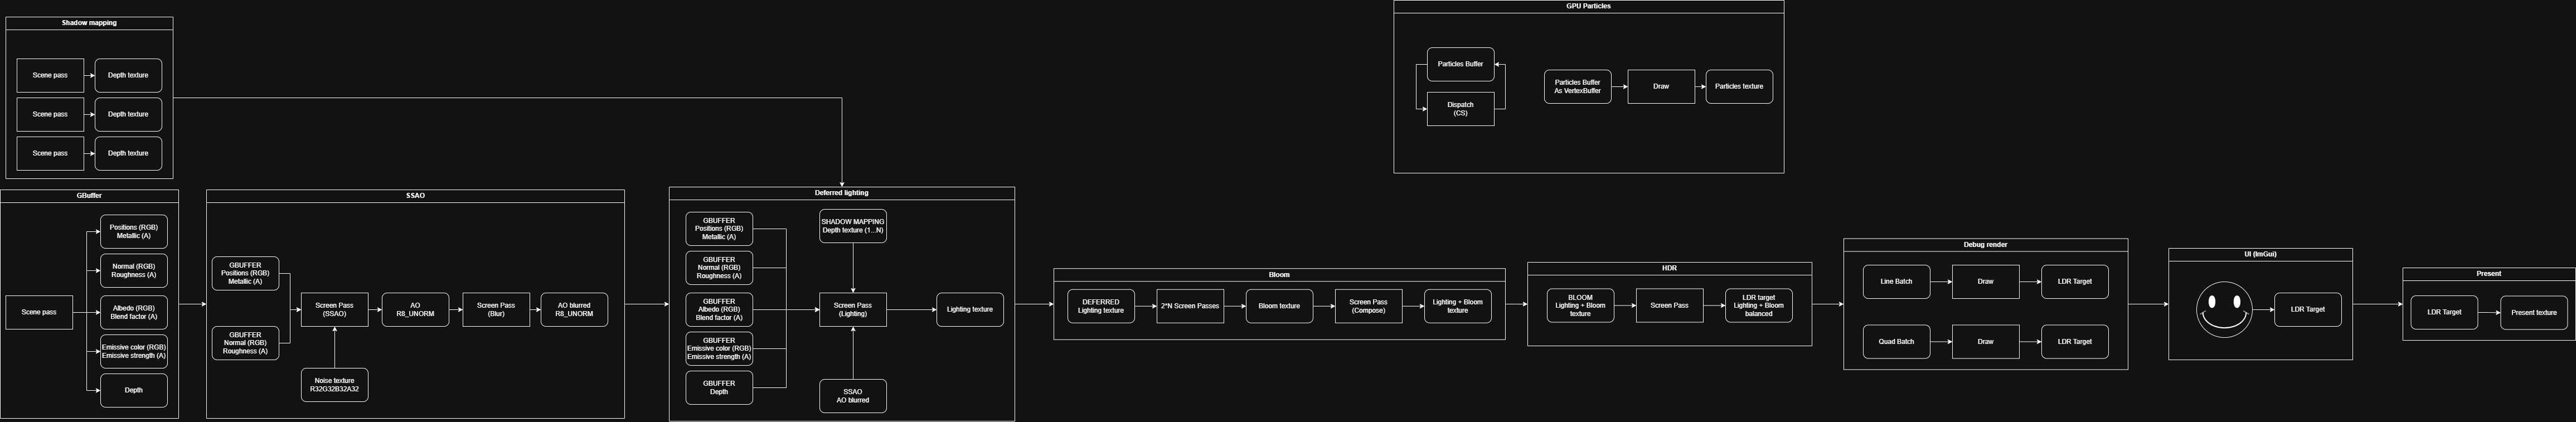 Shadow mapping
Scene pass
Depth texture
Scene pass
Depth texture
Scene pass
Depth texture
GPU Particles
Particles Buffer
Dispatch
(CS)
Particles Buffer
As VertexBuffer
Draw
Particles texture
GBuffer
Scene pass
Positions (RGB)
Metallic (A)
Normal (RGB)
Roughness (A)
Albedo (RGB)
Blend factor (A)
Emissive color (RGB)
Emissive strength (A)
Depth
SSAO
GBUFFER
Positions (RGB)
Metallic (A)
GBUFFER
Normal (RGB)
Roughness (A)
Screen Pass
(SSAO)
Noise texture
R32G32B32A32
AO
R8_UNORM
Screen Pass
(Blur)
AO blurred
R8_UNORM
Deferred lighting
GBUFFER
Positions (RGB)
Metallic (A)
GBUFFER
Normal (RGB)
Roughness (A)
GBUFFER
Albedo (RGB)
Blend factor (A)
GBUFFER
Emissive color (RGB)
Emissive strength (A)
GBUFFER
Depth
SHADOW MAPPING
Depth texture (1...N)
Screen Pass
(Lighting)
SSAO
AO blurred
Lighting texture
Bloom
DEFERRED
Lighting texture
2*N Screen Passes
Bloom texture
Screen Pass
(Compose)
Lighting + Bloom
texture
HDR
BLOOM
Lighting + Bloom
texture
Screen Pass
LDR target
Lighting + Bloom
balanced
Debug render
Line Batch
Draw
LDR Target
Quad Batch
Draw
LDR Target
UI (ImGui)
LDR Target
Present
LDR Target
Present texture